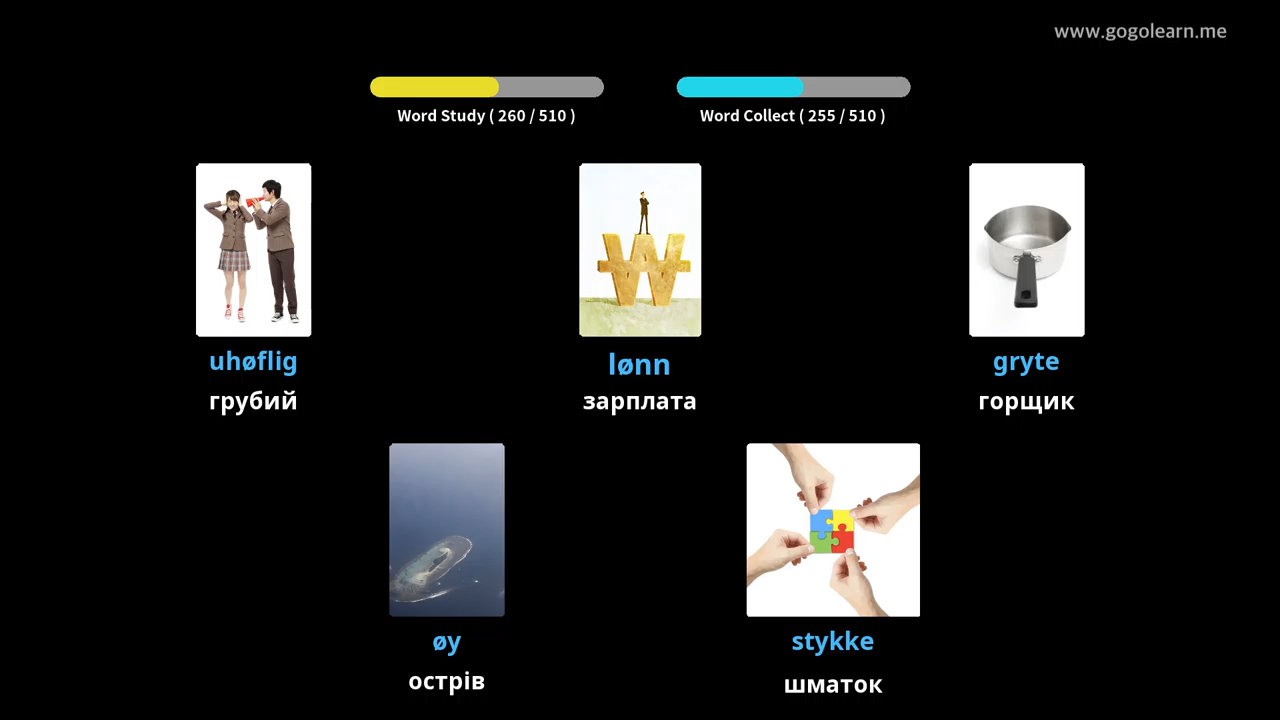 www.gogolearn.me
Word Study ( 260 / 510 )
Word Collect ( 255 / 510 )
uhøflig
грубий
lønn
зарплата
gryte
горщик
øy
острів
stykke
шматок